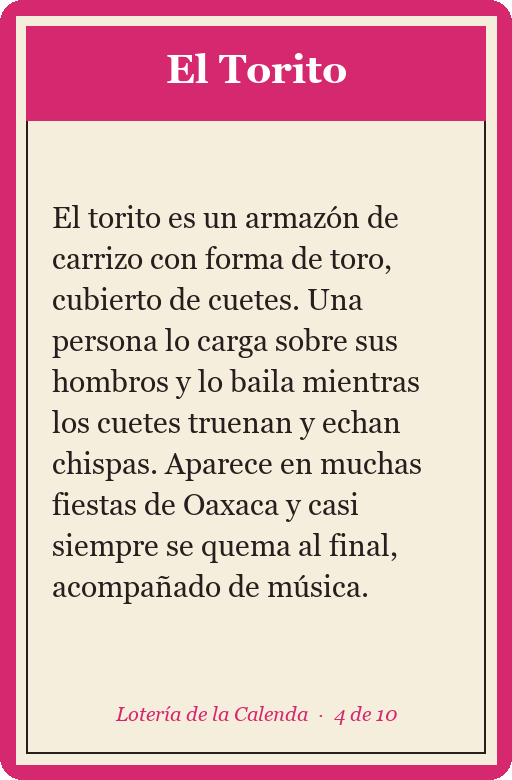 El Torito
El torito es un armazón de
carrizo con forma de toro,
cubierto de cuetes. Una
persona lo carga sobre sus
hombros y lo baila mientras
los cuetes truenan y echan
chispas. Aparece en muchas
fiestas de Oaxaca y casi
siempre se quema al final,
acompañado de música.
Lotería de la Calenda · 4 de 10